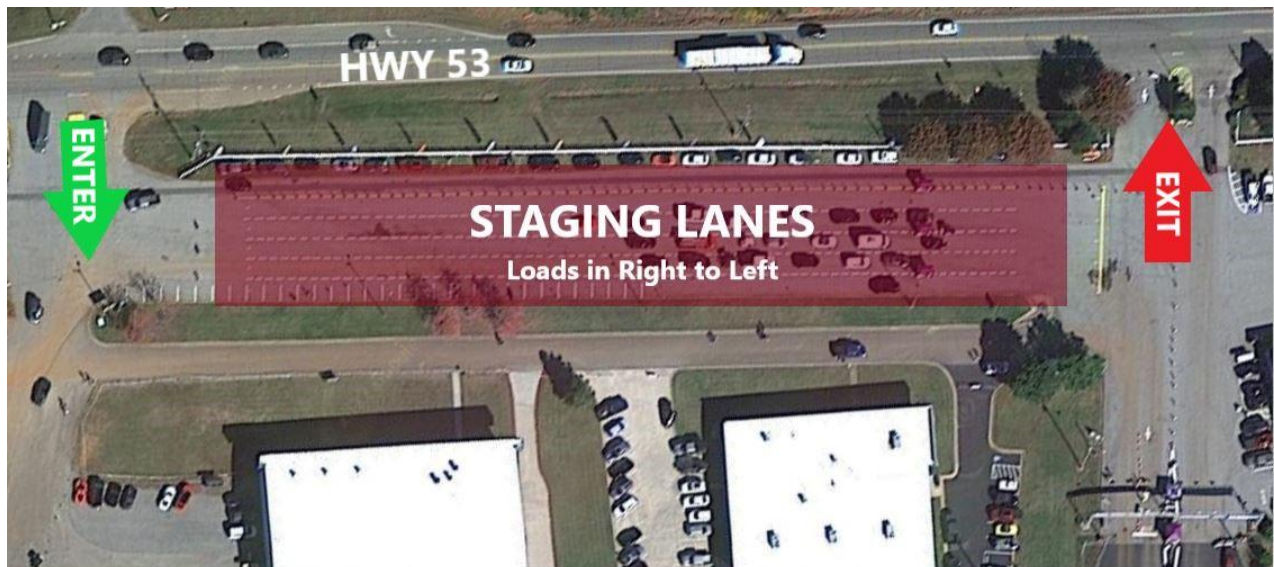 HWY 53
ENTER
EXIT
STAGING LANES
Loads in Right to Left